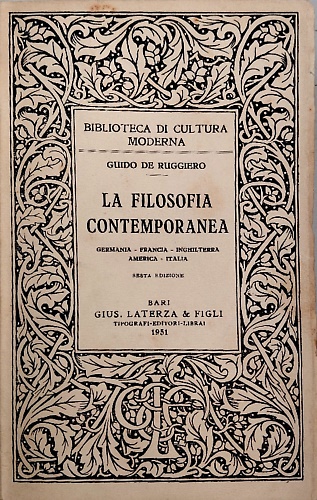 BIBLIOTECA DI CULTURA
MODERNA
GUIDO DE RUGGIERO
LA FILOSOFIA
CONTEMPORANEA
GERMANIA - FRANCIA - INGHILTERRA
AMERICA - ITALIA
SESTA EDIZIONE
BARI
GIUS. LATERZA & FIGLI
TIPOGRAFI-EDITORI-LIBRAI
1951